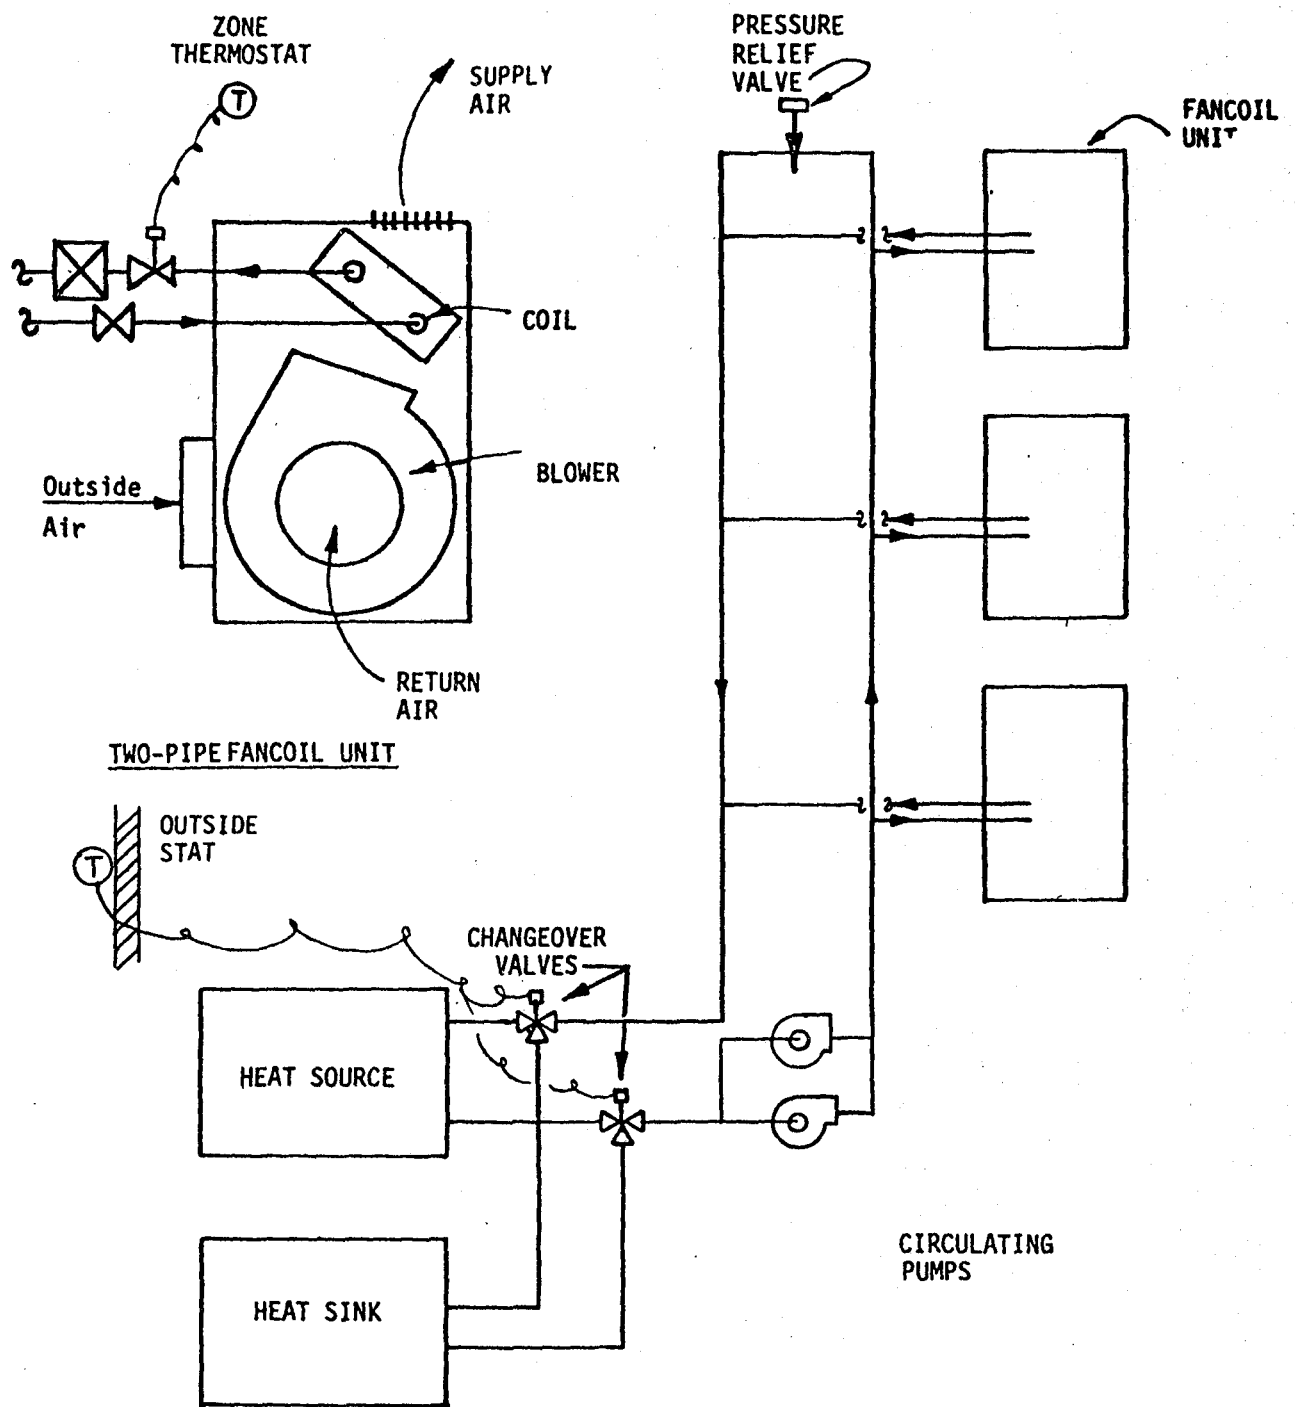 ZONE
THERMOSTAT
T
SUPPLY
AIR
PRESSURE
RELIEF
VALVE
FANCOIL
UNIT
COIL
BLOWER
Outside
Air
RETURN
AIR
TWO-PIPE FANCOIL UNIT
OUTSIDE
STAT
T
CHANGEOVER
VALVES
HEAT SOURCE
HEAT SINK
CIRCULATING
PUMPS